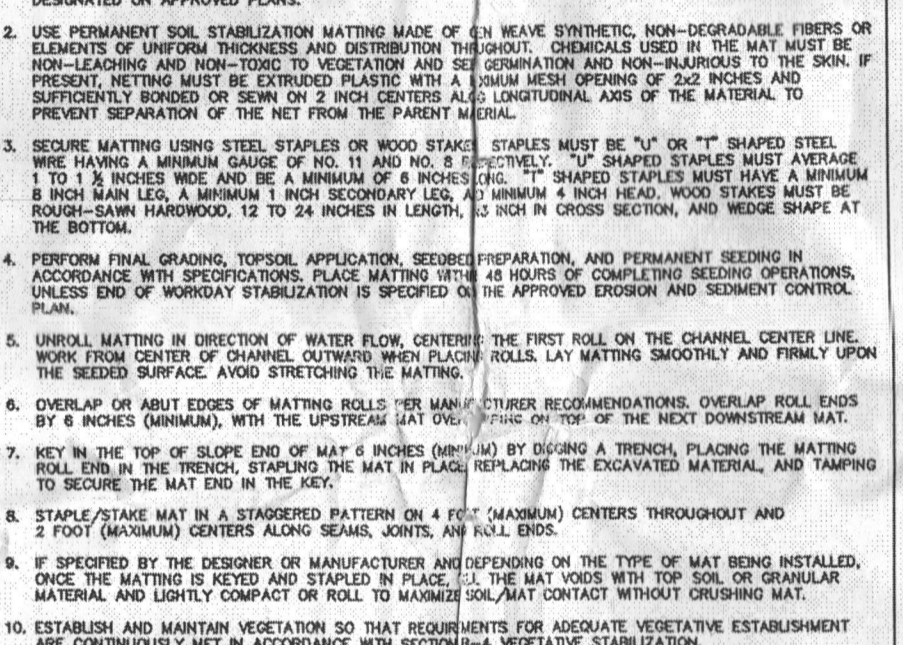 DESIGNATED ON APPROVED PLANS.
2. USE PERMANENT SOIL STABILIZATION MATTING MADE OF WEAVE SYNTHETIC, NON-DEGRADABLE FIBERS OR
ELEMENTS OF UNIFORM THICKNESS AND DISTRIBUTION THROUGHOUT. CHEMICALS USED IN THE MAT MUST BE
NON-LEACHING AND NON-TOXIC TO VEGETATION AND GERMINATION AND NON-INJURIOUS TO THE SKIN. IF
PRESENT, NETTING MUST BE EXTRUDED PLASTIC WITH A MAXIMUM MESH OPENING OF 2x2 INCHES AND
SUFFICIENTLY BONDED OR SEWN ON 2 INCH CENTERS ALONG LONGITUDINAL AXIS OF THE MATERIAL TO
PREVENT SEPARATION OF THE NET FROM THE PARENT MATERIAL.
3. SECURE MATTING USING STEEL STAPLES OR WOOD STAKES. STAPLES MUST BE "U" OR "T" SHAPED STEEL
WIRE HAVING A MINIMUM GAUGE OF NO. 11 AND NO. 8 RESPECTIVELY. "U" SHAPED STAPLES MUST AVERAGE
1 TO 1 ½ INCHES WIDE AND BE A MINIMUM OF 6 INCHES LONG. "T" SHAPED STAPLES MUST HAVE A MINIMUM
8 INCH MAIN LEG, A MINIMUM 1 INCH SECONDARY LEG, AND MINIMUM 4 INCH HEAD. WOOD STAKES MUST BE
ROUGH-SAWN HARDWOOD, 12 TO 24 INCHES IN LENGTH, INCH IN CROSS SECTION, AND WEDGE SHAPE AT
THE BOTTOM.
4. PERFORM FINAL GRADING, TOPSOIL APPLICATION, SEEDBED PREPARATION, AND PERMANENT SEEDING IN
ACCORDANCE WITH SPECIFICATIONS. PLACE MATTING WITHIN 48 HOURS OF COMPLETING SEEDING OPERATIONS,
UNLESS END OF WORKDAY STABILIZATION IS SPECIFIED ON THE APPROVED EROSION AND SEDIMENT CONTROL
PLAN.
5. UNROLL MATTING IN DIRECTION OF WATER FLOW, CENTERING THE FIRST ROLL ON THE CHANNEL CENTER LINE.
WORK FROM CENTER OF CHANNEL OUTWARD WHEN PLACING ROLLS. LAY MATTING SMOOTHLY AND FIRMLY UPON
THE SEEDED SURFACE. AVOID STRETCHING THE MATTING.
6. OVERLAP OR ABUT EDGES OF MATTING ROLLS PER MANUFACTURER RECOMMENDATIONS. OVERLAP ROLL ENDS
BY 6 INCHES (MINIMUM), WITH THE UPSTREAM MAT OVERLAPPING ON TOP OF THE NEXT DOWNSTREAM MAT.
7. KEY IN THE TOP OF SLOPE END OF MAT 6 INCHES (MINIMUM) BY DIGGING A TRENCH, PLACING THE MATTING
ROLL END IN THE TRENCH, STAPLING THE MAT IN PLACE, REPLACING THE EXCAVATED MATERIAL, AND TAMPING
TO SECURE THE MAT END IN THE KEY.
8. STAPLE/STAKE MAT IN A STAGGERED PATTERN ON 4 FOOT (MAXIMUM) CENTERS THROUGHOUT AND
2 FOOT (MAXIMUM) CENTERS ALONG SEAMS, JOINTS, AND ROLL ENDS.
9. IF SPECIFIED BY THE DESIGNER OR MANUFACTURER AND DEPENDING ON THE TYPE OF MAT BEING INSTALLED,
ONCE THE MATTING IS KEYED AND STAPLED IN PLACE, FILL THE MAT VOIDS WITH TOP SOIL OR GRANULAR
MATERIAL AND LIGHTLY COMPACT OR ROLL TO MAXIMIZE SOIL/MAT CONTACT WITHOUT CRUSHING MAT.
10. ESTABLISH AND MAINTAIN VEGETATION SO THAT REQUIREMENTS FOR ADEQUATE VEGETATIVE ESTABLISHMENT
ARE CONTINUOUSLY MET IN ACCORDANCE WITH SECTION B-4 VEGETATIVE STABILIZATION.